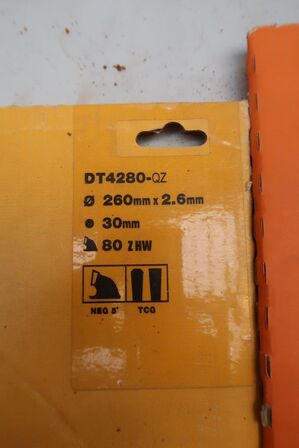 DT4280-QZ
Ø 260mm x 2.6mm
● 30mm
80 Z HW
NEG 5° TCG